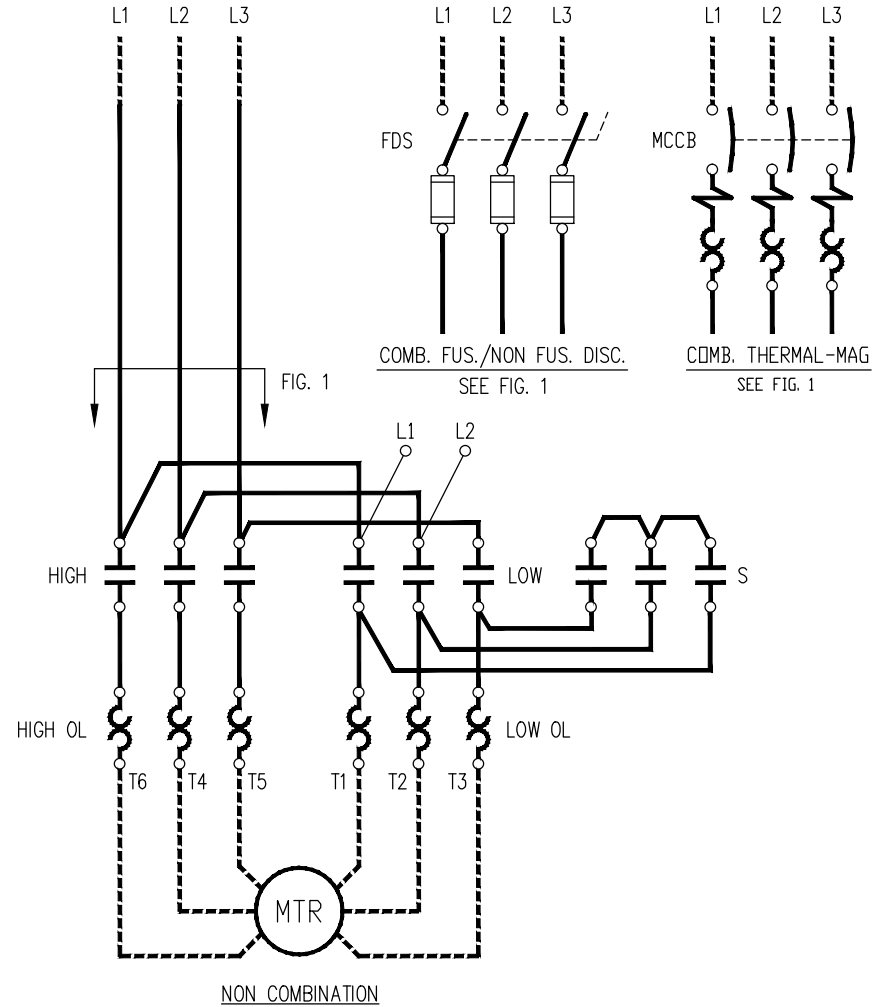 L1 L2 L3 L1 L2 L3 L1 L2 L3
FDS MCCB
COMB. FUS./NON FUS. DISC. COMB. THERMAL-MAG
SEE FIG. 1 SEE FIG. 1
FIG. 1
L1 L2
HIGH LOW S
HIGH OL LOW OL
T6 T4 T5 T1 T2 T3
MTR
NON COMBINATION